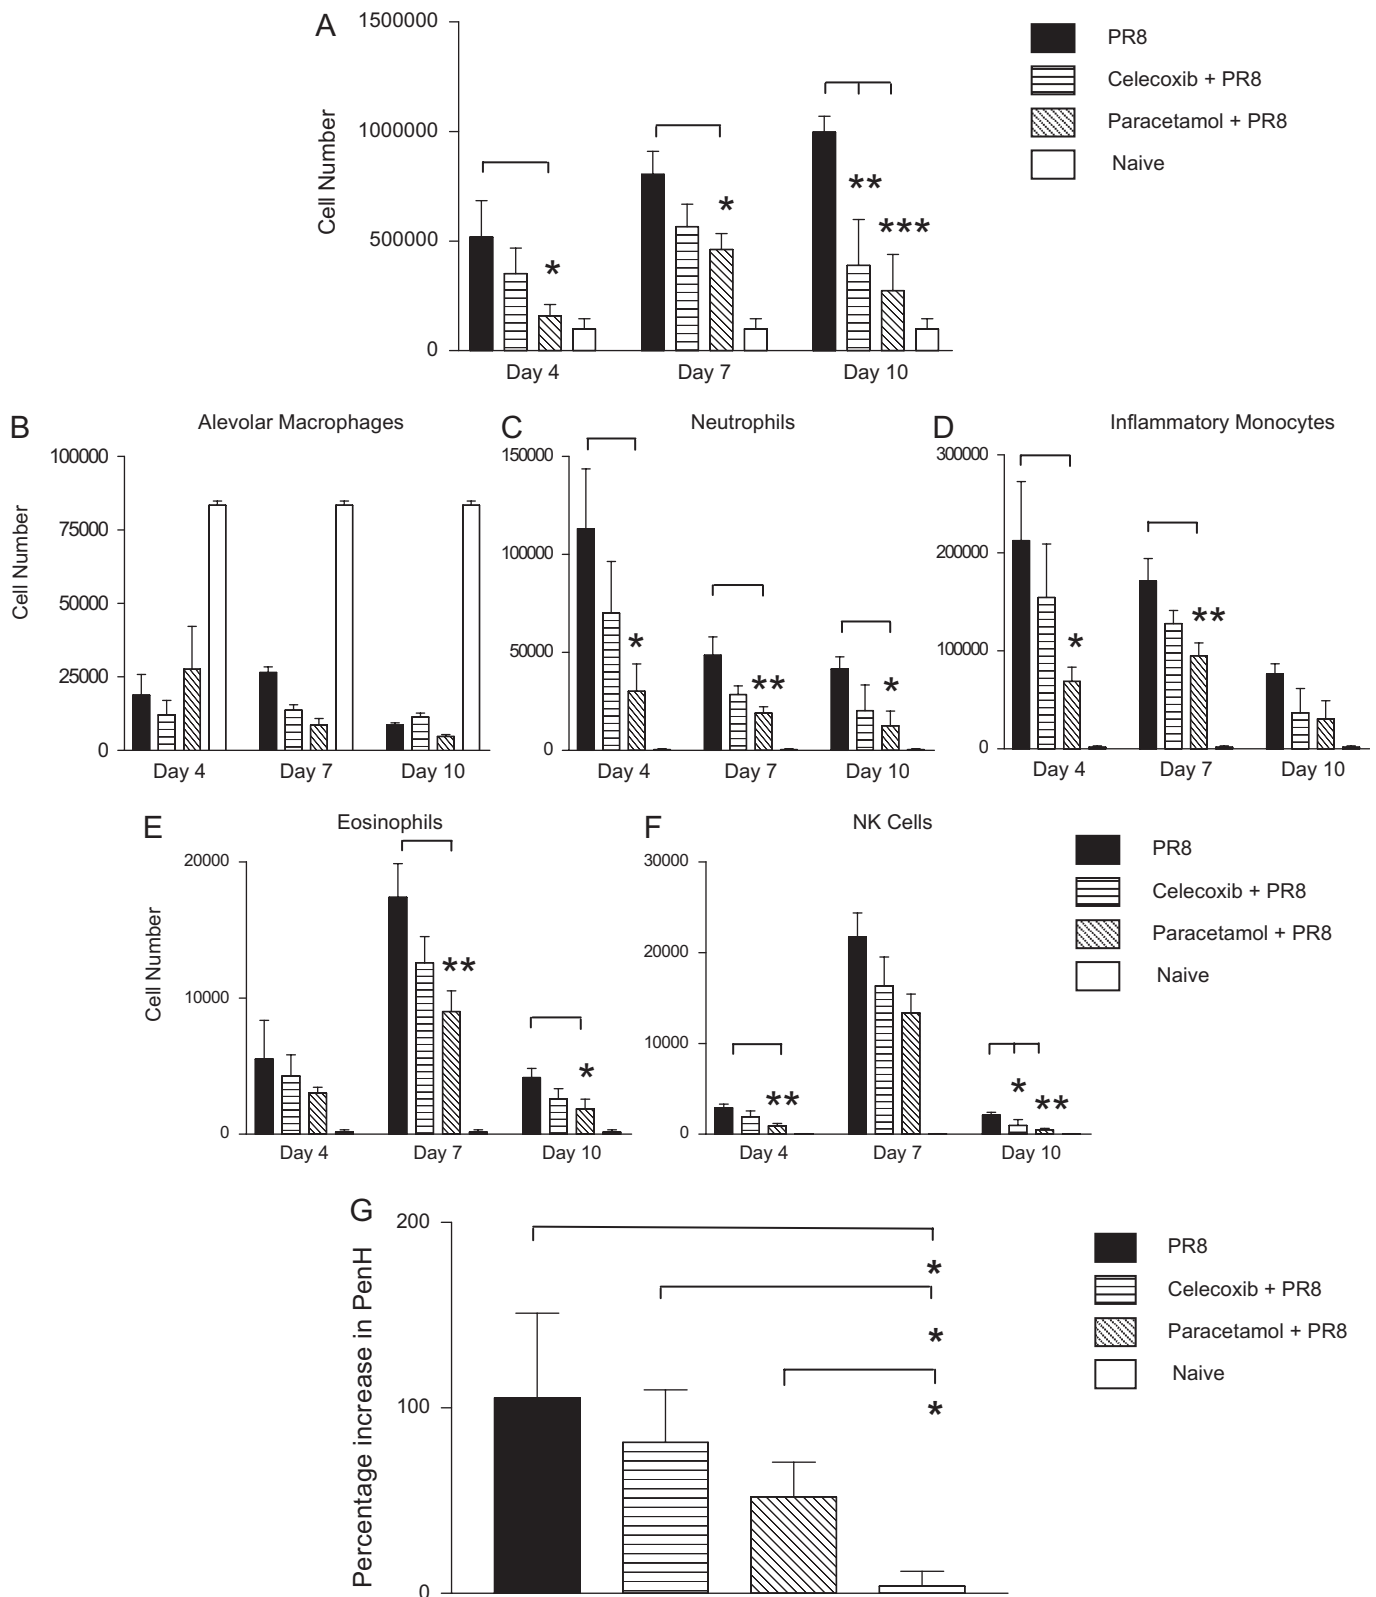 A
1500000
1000000
500000
0
Cell Number
*
*
**
***
Day 4
Day 7
Day 10
PR8
Celecoxib + PR8
Paracetamol + PR8
Naive
B
Alevolar Macrophages
100000
75000
50000
25000
0
Cell Number
Day 4
Day 7
Day 10
C
Neutrophils
150000
100000
50000
0
*
**
*
Day 4
Day 7
Day 10
D
Inflammatory Monocytes
300000
200000
100000
0
*
**
Day 4
Day 7
Day 10
E
Eosinophils
20000
10000
0
Cell Number
**
*
Day 4
Day 7
Day 10
F
NK Cells
30000
20000
10000
0
**
*
**
Day 4
Day 7
Day 10
PR8
Celecoxib + PR8
Paracetamol + PR8
Naive
G
200
100
0
Percentage increase in PenH
*
*
*
PR8
Celecoxib + PR8
Paracetamol + PR8
Naive